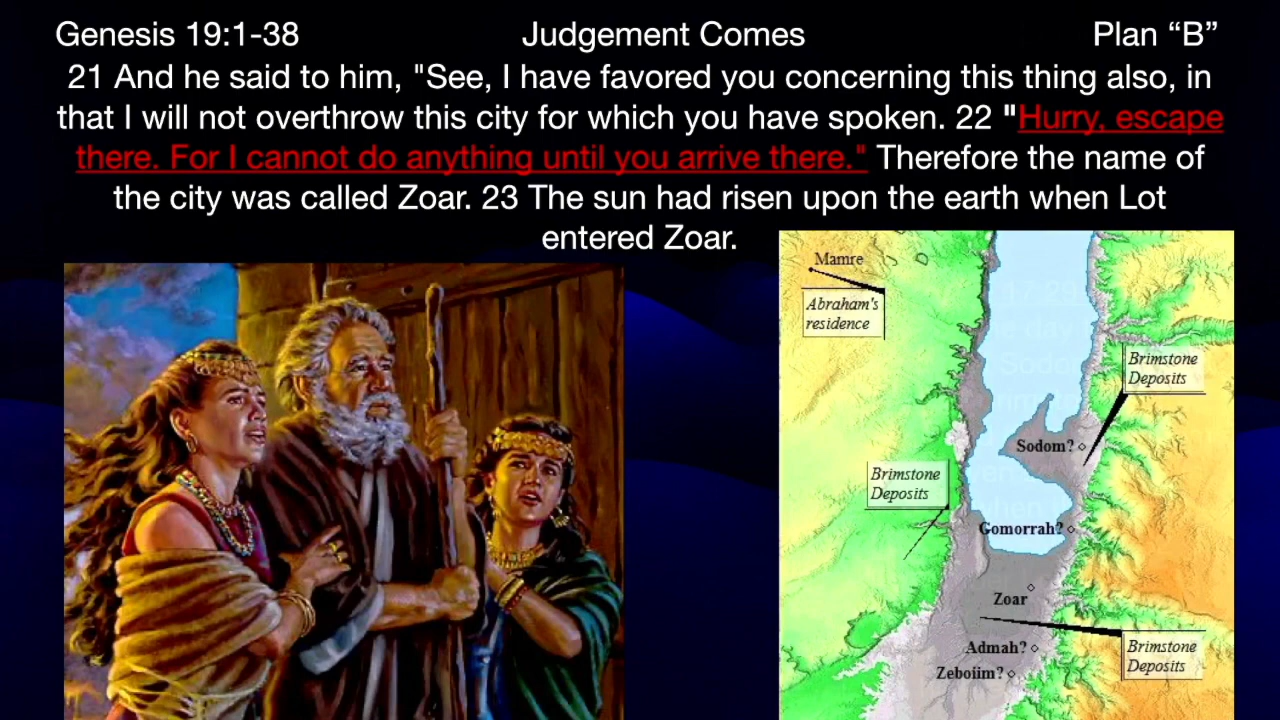 Genesis 19:1-38 Judgement Comes Plan “B”
21 And he said to him, "See, I have favored you concerning this thing also, in
that I will not overthrow this city for which you have spoken. 22 "Hurry, escape
there. For I cannot do anything until you arrive there." Therefore the name of
the city was called Zoar. 23 The sun had risen upon the earth when Lot
entered Zoar.
Mamre
Abraham's
residence
Brimstone
Deposits
Sodom?
Brimstone
Deposits
Gomorrah?
Zoar
Admah?
Zeboiim?
Brimstone
Deposits